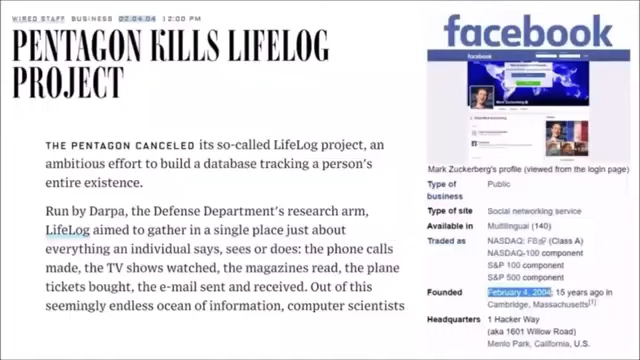 WIRED STAFF BUSINESS 02.04.04 12:00 PM
PENTAGON KILLS LIFELOG
PROJECT
THE PENTAGON CANCELED its so-called LifeLog project, an
ambitious effort to build a database tracking a person's
entire existence.
Run by Darpa, the Defense Department's research arm,
LifeLog aimed to gather in a single place just about
everything an individual says, sees or does: the phone calls
made, the TV shows watched, the magazines read, the plane
tickets bought, the e-mail sent and received. Out of this
seemingly endless ocean of information, computer scientists
facebook
facebook
Mark Zuckerberg's profile (viewed from the login page)
Type of business Public
Type of site Social networking service
Available in Multilingual (140)
Traded as NASDAQ: FB (Class A)
NASDAQ-100 component
S&P 100 component
S&P 500 component
Founded February 4, 2004; 15 years ago in
Cambridge, Massachusetts[1]
Headquarters 1 Hacker Way
(aka 1601 Willow Road)
Menlo Park, California, U.S.